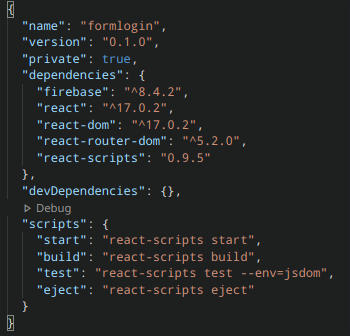 {
"name": "formlogin",
"version": "0.1.0",
"private": true,
"dependencies": {
"firebase": "^8.4.2",
"react": "^17.0.2",
"react-dom": "^17.0.2",
"react-router-dom": "^5.2.0",
"react-scripts": "0.9.5"
},
"devDependencies": {},
▷ Debug
"scripts": {
"start": "react-scripts start",
"build": "react-scripts build",
"test": "react-scripts test --env=jsdom",
"eject": "react-scripts eject"
}
}